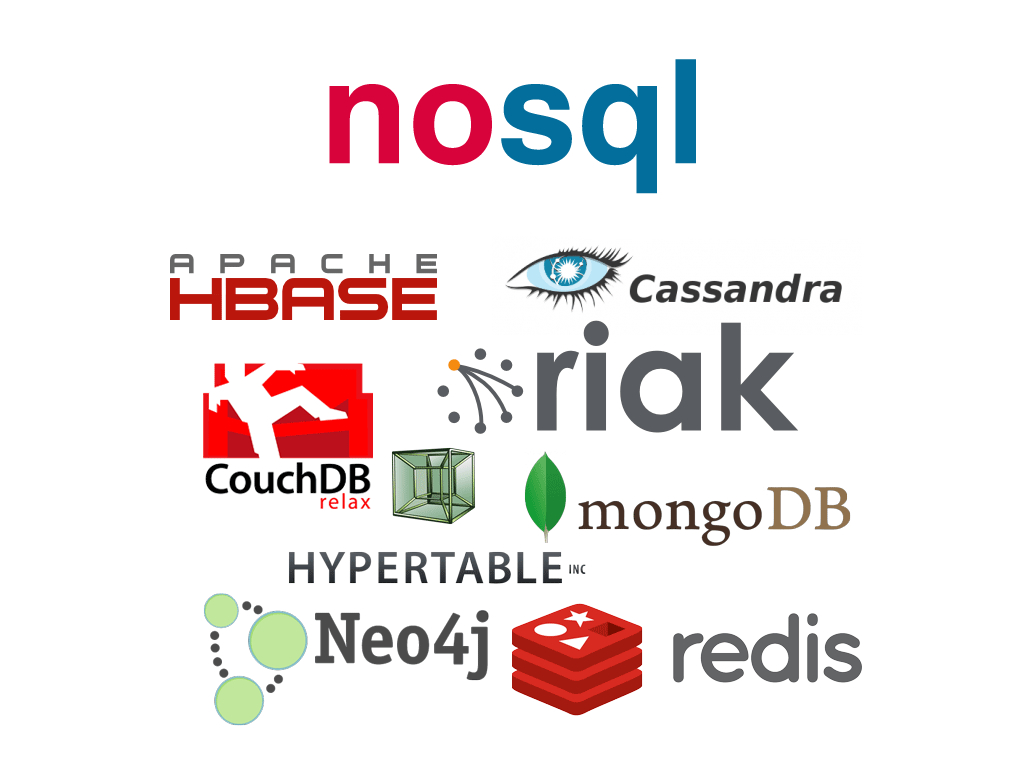 nosql
APACHE
HBASE
Cassandra
riak
CouchDB
relax
mongoDB
HYPERTABLE INC
Neo4j
redis